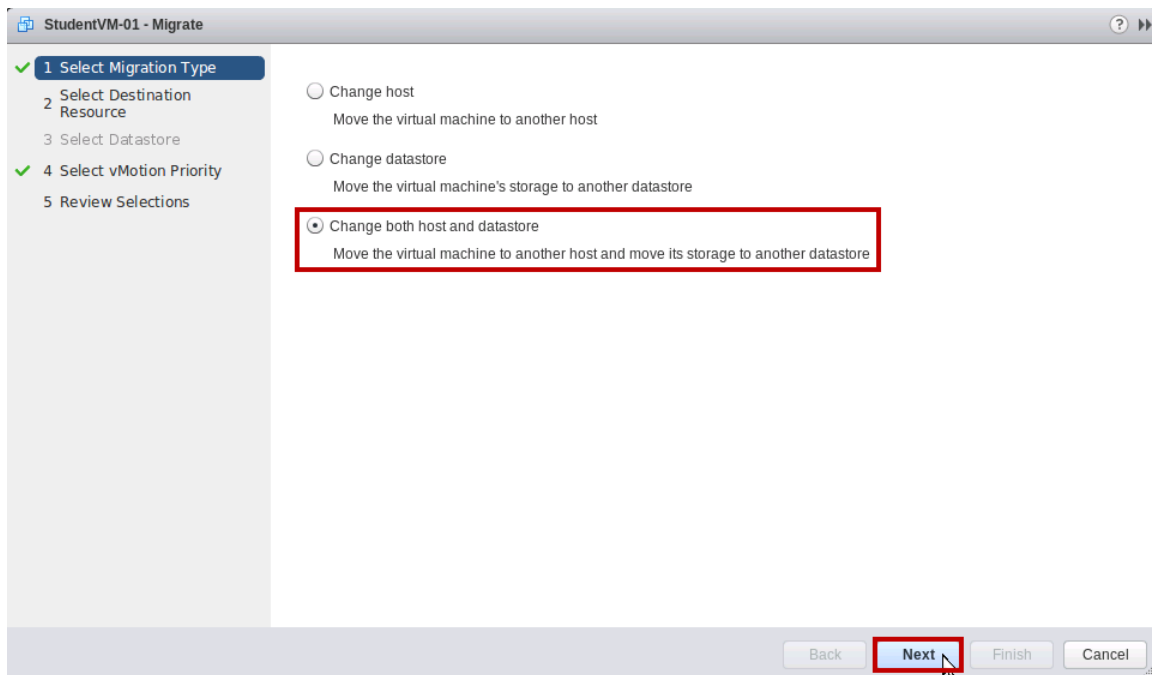 StudentVM-01 - Migrate
?
1 Select Migration Type
2 Select Destination
Resource
3 Select Datastore
4 Select vMotion Priority
5 Review Selections
Change host
Move the virtual machine to another host
Change datastore
Move the virtual machine's storage to another datastore
Change both host and datastore
Move the virtual machine to another host and move its storage to another datastore
Back Next Finish Cancel